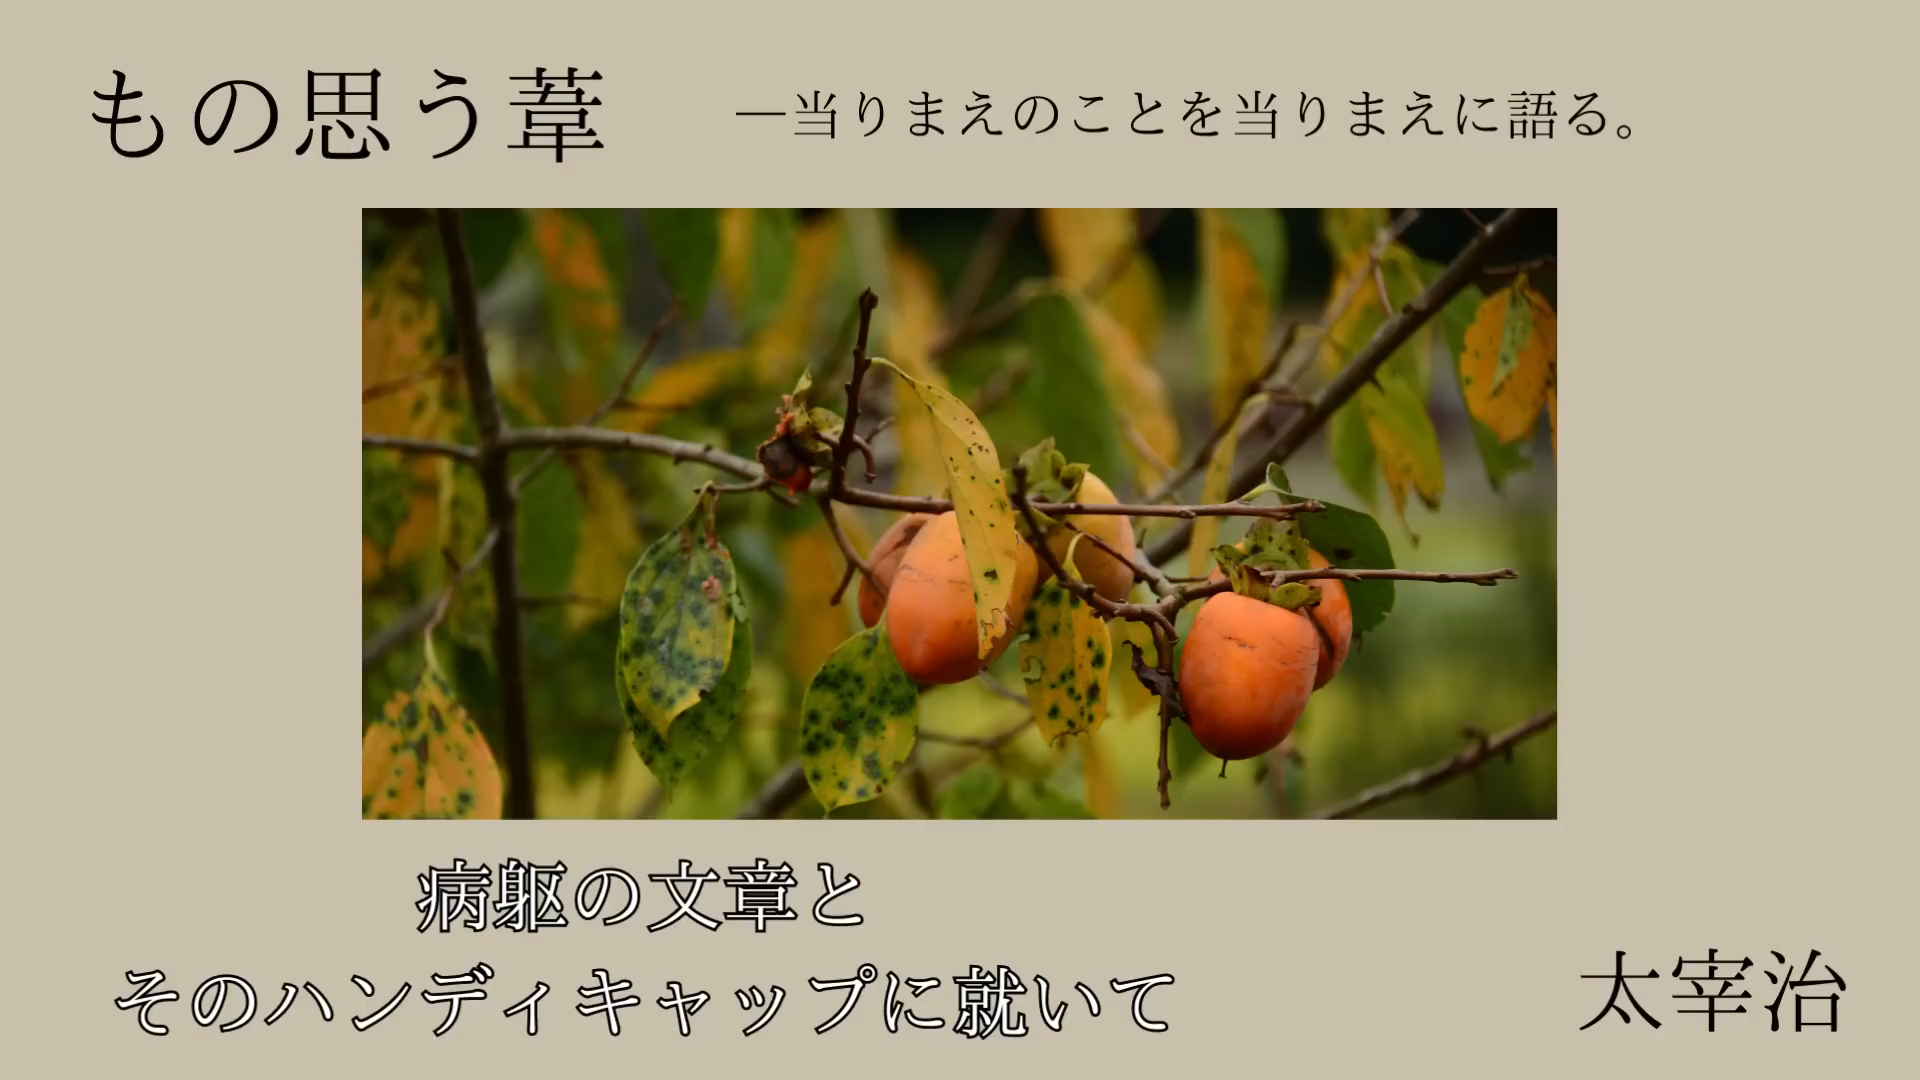 もの思う葦
―当りまえのことを当りまえに語る。
病躯の文章と
そのハンディキャップに就いて
太宰治